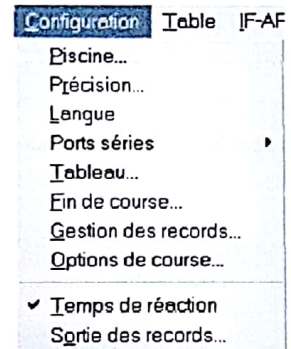 Configuration Table IF-AF
Piscine...
Précision...
Langue
Ports séries
Tableau...
Fin de course...
Gestion des records...
Options de course...
Temps de réaction
Sortie des records...